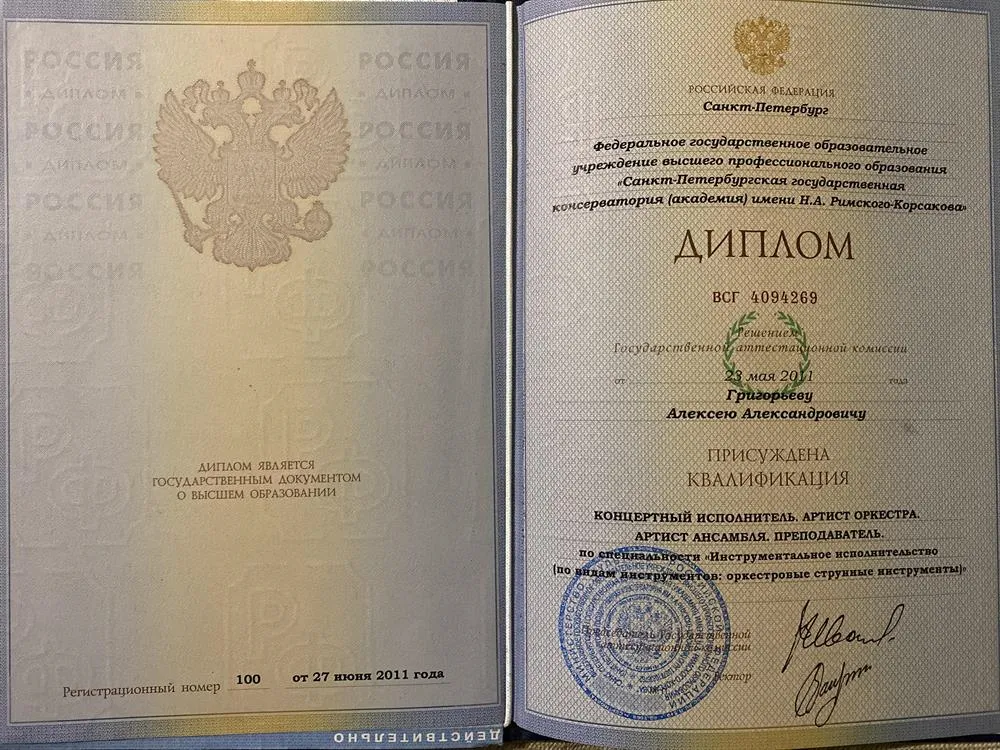 РОССИЯ РОССИЯ
• ДИПЛОМ • • ДИПЛОМ •
РОССИЯ РОССИЯ
• ДИПЛОМ • • ДИПЛОМ •
РОССИЯ РОССИЯ
• ДИПЛОМ • • ДИПЛОМ •
РОССИЯ РОССИЯ
ДИПЛОМ ЯВЛЯЕТСЯ
ГОСУДАРСТВЕННЫМ ДОКУМЕНТОМ
О ВЫСШЕМ ОБРАЗОВАНИИ
Регистрационный номер 100 от 27 июня 2011 года
ДЕЙСТВИТЕЛЬНО
РОССИЙСКАЯ ФЕДЕРАЦИЯ
Санкт-Петербург
Федеральное государственное образовательное
учреждение высшего профессионального образования
«Санкт-Петербургская государственная
консерватория (академия) имени Н.А. Римского-Корсакова»
ДИПЛОМ
ВСГ 4094269
Решением
Государственной аттестационной комиссии
от 23 мая 2011 года
Григорьеву
Алексею Александровичу
ПРИСУЖДЕНА
КВАЛИФИКАЦИЯ
КОНЦЕРТНЫЙ ИСПОЛНИТЕЛЬ. АРТИСТ ОРКЕСТРА.
АРТИСТ АНСАМБЛЯ. ПРЕПОДАВАТЕЛЬ.
по специальности «Инструментальное исполнительство
(по видам инструментов: оркестровые струнные инструменты)»
Председатель Государственной
аттестационной комиссии
Ректор